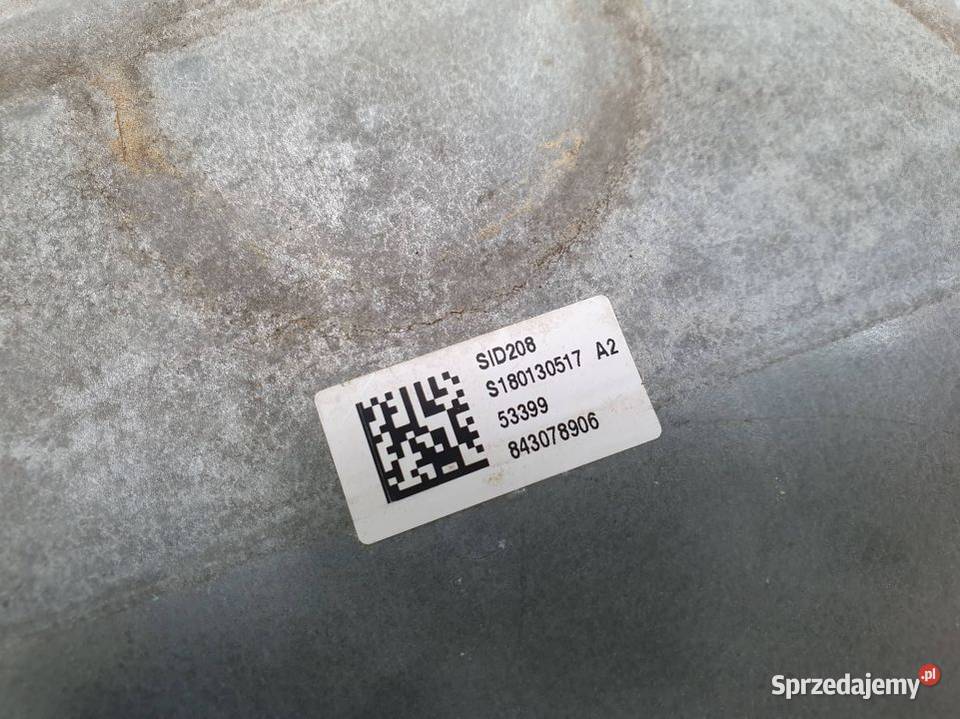 SID208
S180130517 A2
53399
843078906
Sprzedajemy.pl